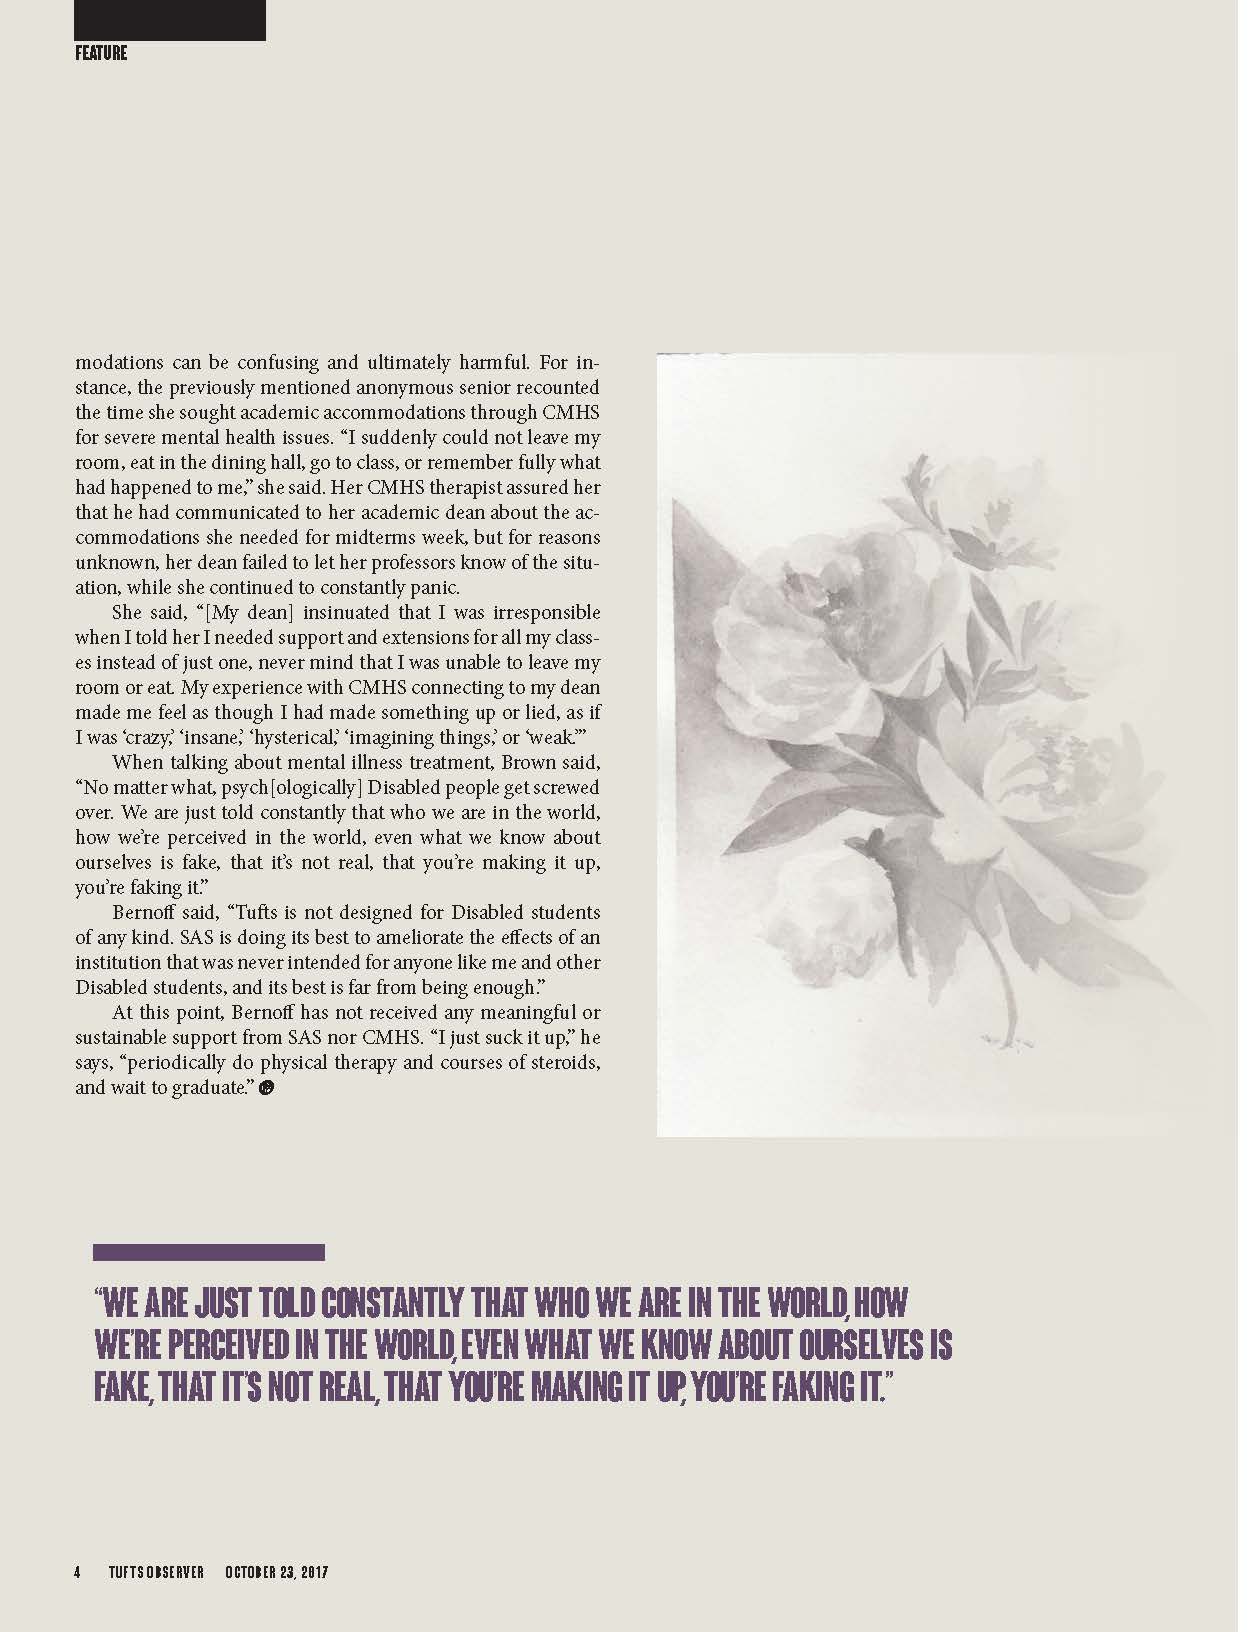 FEATURE
modations can be confusing and ultimately harmful. For in-
stance, the previously mentioned anonymous senior recounted
the time she sought academic accommodations through CMHS
for severe mental health issues. “I suddenly could not leave my
room, eat in the dining hall, go to class, or remember fully what
had happened to me,” she said. Her CMHS therapist assured her
that he had communicated to her academic dean about the ac-
commodations she needed for midterms week, but for reasons
unknown, her dean failed to let her professors know of the situ-
ation, while she continued to constantly panic.
She said, “[My dean] insinuated that I was irresponsible
when I told her I needed support and extensions for all my class-
es instead of just one, never mind that I was unable to leave my
room or eat. My experience with CMHS connecting to my dean
made me feel as though I had made something up or lied, as if
I was ‘crazy,’ ‘insane,’ ‘hysterical,’ ‘imagining things,’ or ‘weak.’”
When talking about mental illness treatment, Brown said,
“No matter what, psych[ologically] Disabled people get screwed
over. We are just told constantly that who we are in the world,
how we’re perceived in the world, even what we know about
ourselves is fake, that it’s not real, that you’re making it up,
you’re faking it.”
Bernoff said, “Tufts is not designed for Disabled students
of any kind. SAS is doing its best to ameliorate the effects of an
institution that was never intended for anyone like me and other
Disabled students, and its best is far from being enough.”
At this point, Bernoff has not received any meaningful or
sustainable support from SAS nor CMHS. “I just suck it up,” he
says, “periodically do physical therapy and courses of steroids,
and wait to graduate.”
“WE ARE JUST TOLD CONSTANTLY THAT WHO WE ARE IN THE WORLD, HOW
WE’RE PERCEIVED IN THE WORLD, EVEN WHAT WE KNOW ABOUT OURSELVES IS
FAKE, THAT IT’S NOT REAL, THAT YOU’RE MAKING IT UP, YOU’RE FAKING IT.”
4 TUFTS OBSERVER OCTOBER 23, 2017